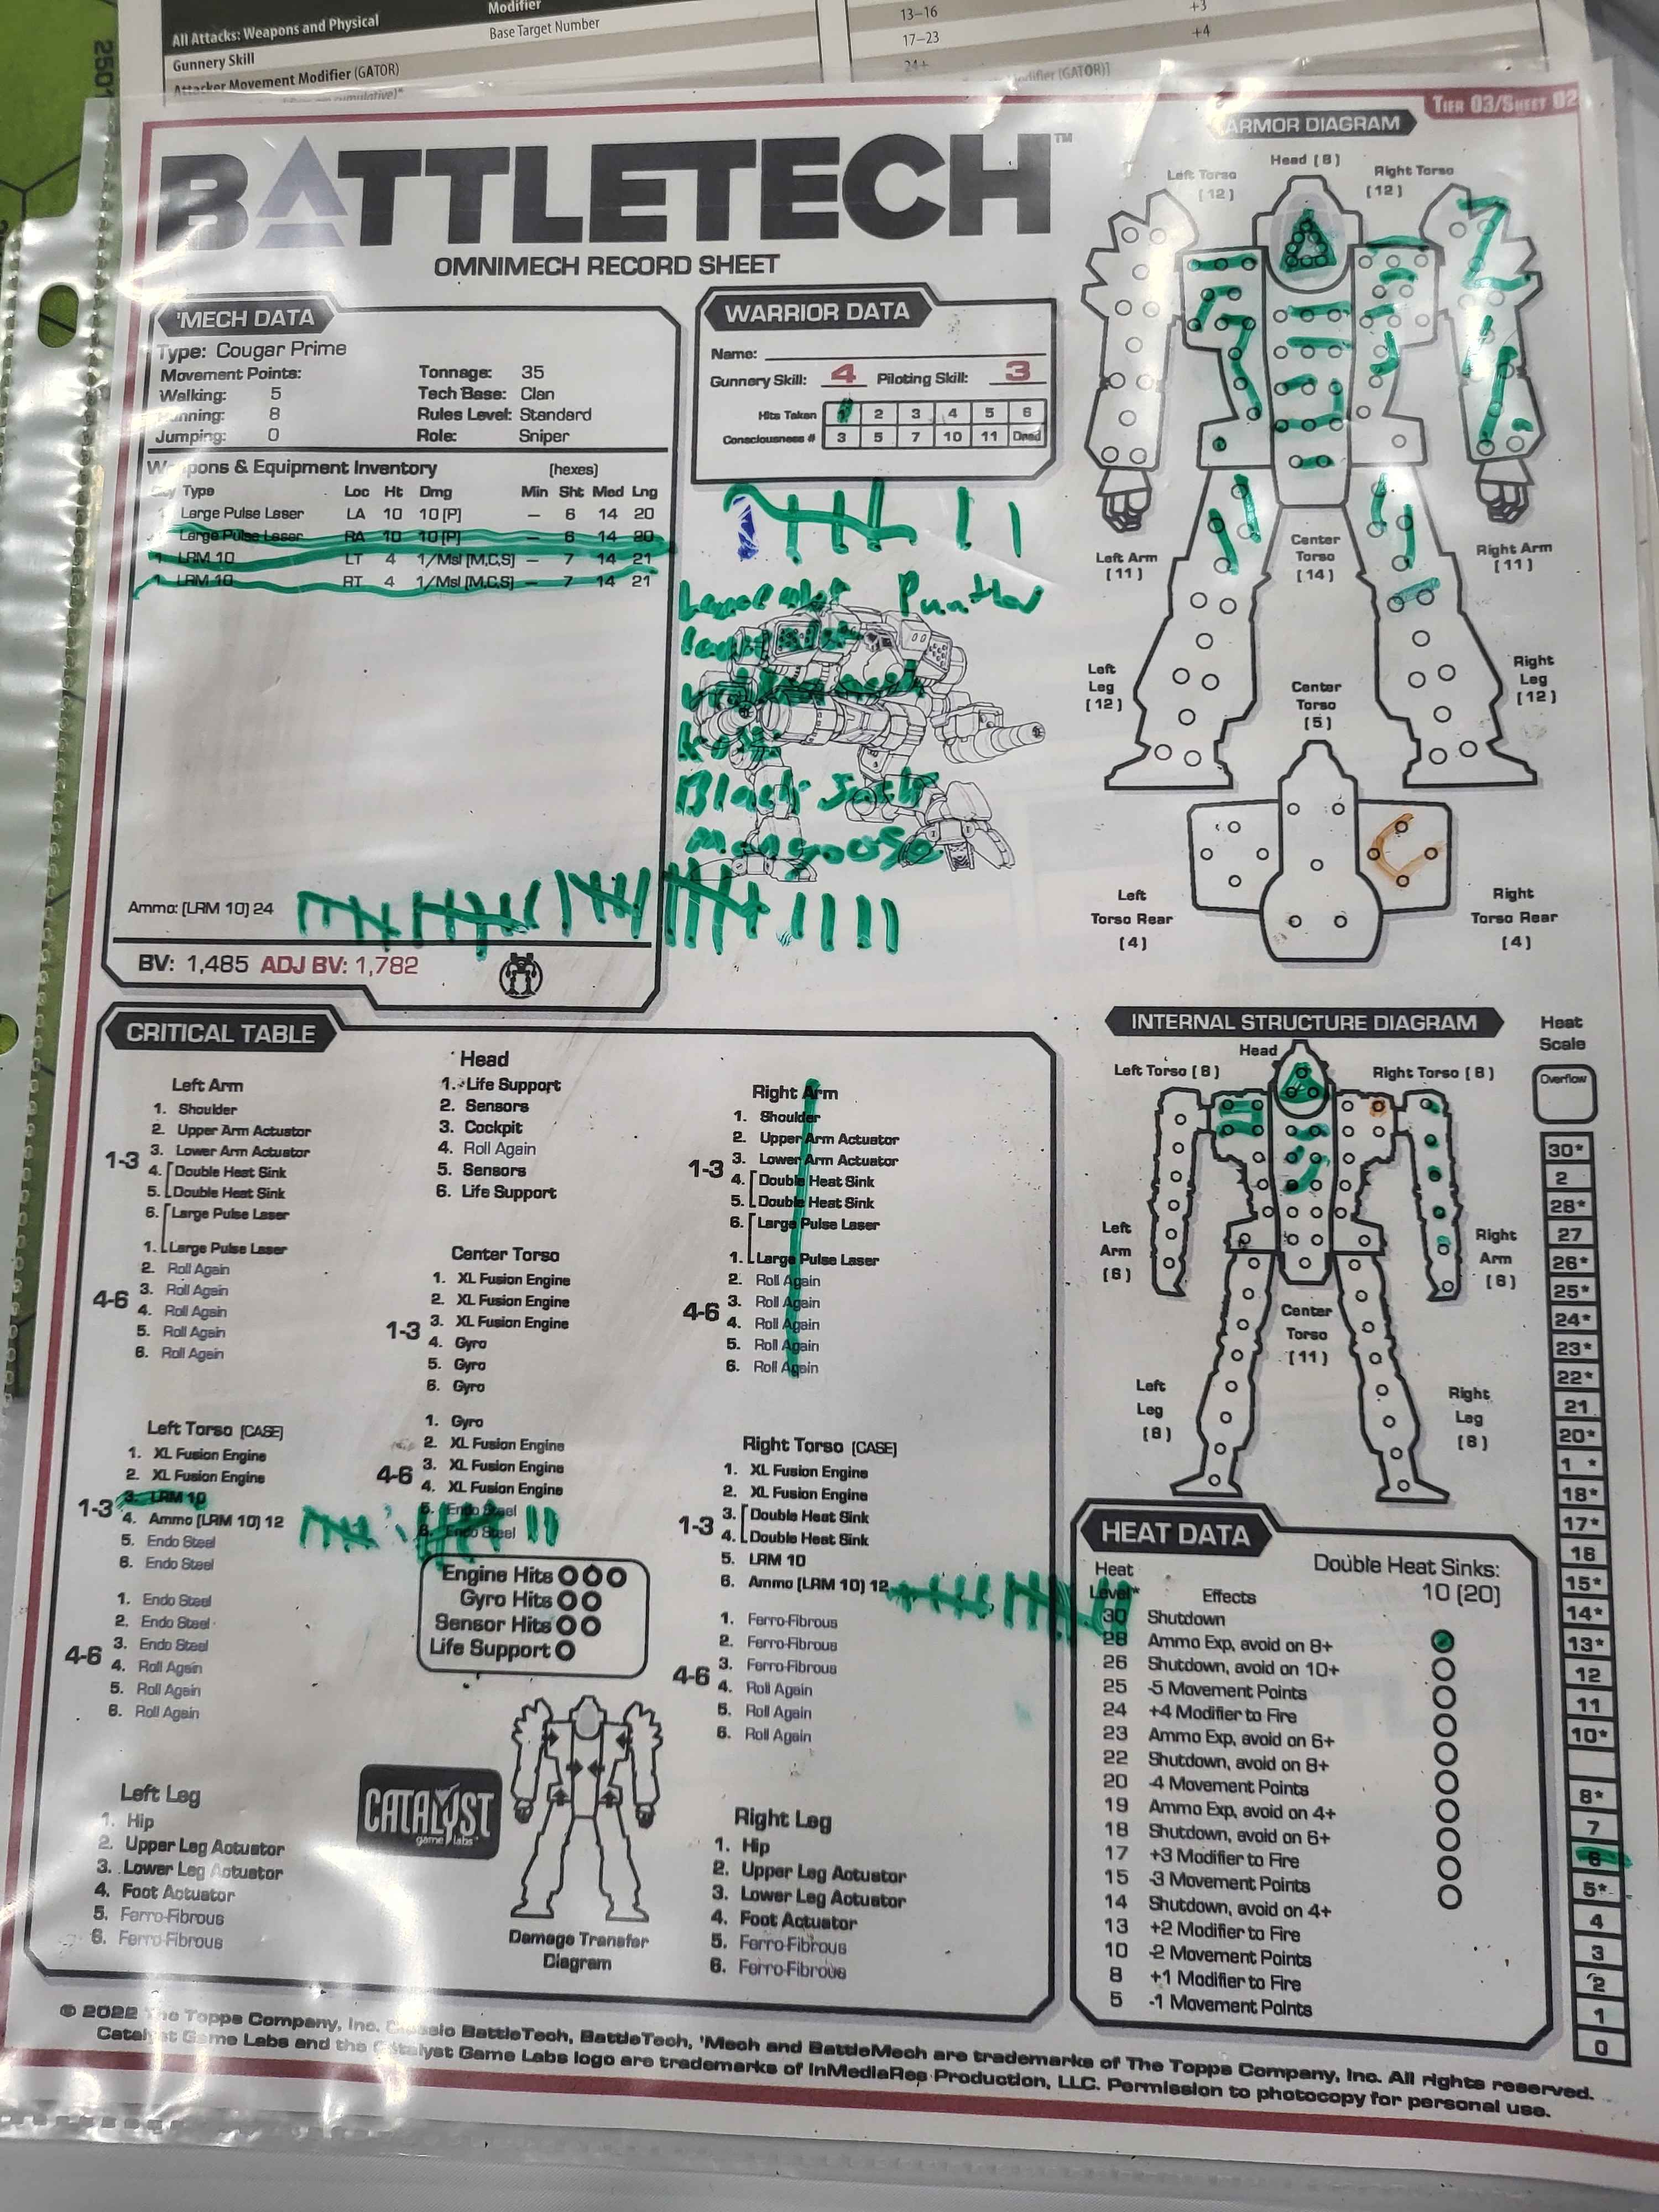 All Attacks: Weapons and Physical
Modifier
Gunnery Skill
Base Target Number
Attacker Movement Modifier (GATOR)
13–16
+3
17–23
+4
24+
2501
TIER 03/SHEET 02
BATTLETECH™
OMNIMECH RECORD SHEET
'MECH DATA
Type: Cougar Prime
Movement Points:
Walking: 5
Running: 8
Jumping: 0
Tonnage: 35
Tech Base: Clan
Rules Level: Standard
Role: Sniper
Weapons & Equipment Inventory (hexes)
Qty Type Loc Ht Dmg Min Sht Med Lng
1 Large Pulse Laser LA 10 10 [P] – 6 14 20
1 Large Pulse Laser RA 10 10 [P] – 6 14 20
1 LRM 10 LT 4 1/Msl [M,C,S] – 7 14 21
1 LRM 10 RT 4 1/Msl [M,C,S] – 7 14 21
Ammo: [LRM 10] 24
BV: 1,485 ADJ BV: 1,782
WARRIOR DATA
Name:
Gunnery Skill: 4 Piloting Skill: 3
Hits Taken 1 2 3 4 5 6
Consciousness # 3 5 7 10 11 Dead
Black Jack
Mongoose
ARMOR DIAGRAM
Head (8)
Left Torso
(12)
Right Torso
(12)
Left Arm
(11)
Center
Torso
(14)
Right Arm
(11)
Left
Leg
(12)
Center
Torso
(5)
Right
Leg
(12)
Left
Torso Rear
(4)
Right
Torso Rear
(4)
CRITICAL TABLE
Left Arm
1. Shoulder
2. Upper Arm Actuator
1-3 3. Lower Arm Actuator
4. Double Heat Sink
5. Double Heat Sink
6. Large Pulse Laser
1. Large Pulse Laser
2. Roll Again
4-6 3. Roll Again
4. Roll Again
5. Roll Again
6. Roll Again
Left Torso (CASE)
1. XL Fusion Engine
2. XL Fusion Engine
1-3 3. LRM 10
4. Ammo (LRM 10) 12
5. Endo Steel
6. Endo Steel
1. Endo Steel
2. Endo Steel
4-6 3. Endo Steel
4. Roll Again
5. Roll Again
6. Roll Again
Left Leg
1. Hip
2. Upper Leg Actuator
3. Lower Leg Actuator
4. Foot Actuator
5. Ferro-Fibrous
6. Ferro-Fibrous
Head
1. Life Support
2. Sensors
3. Cockpit
4. Roll Again
5. Sensors
6. Life Support
Center Torso
1. XL Fusion Engine
2. XL Fusion Engine
1-3 3. XL Fusion Engine
4. Gyro
5. Gyro
6. Gyro
1. Gyro
2. XL Fusion Engine
4-6 3. XL Fusion Engine
4. XL Fusion Engine
5. Endo Steel
6. Endo Steel
Engine Hits
Gyro Hits
Sensor Hits
Life Support
CATALYST
game labs
Damage Transfer
Diagram
Right Arm
1. Shoulder
2. Upper Arm Actuator
1-3 3. Lower Arm Actuator
4. Double Heat Sink
5. Double Heat Sink
6. Large Pulse Laser
1. Large Pulse Laser
2. Roll Again
4-6 3. Roll Again
4. Roll Again
5. Roll Again
6. Roll Again
Right Torso (CASE)
1. XL Fusion Engine
2. XL Fusion Engine
1-3 3. Double Heat Sink
4. Double Heat Sink
5. LRM 10
6. Ammo (LRM 10) 12
1. Ferro-Fibrous
2. Ferro-Fibrous
4-6 3. Ferro-Fibrous
4. Roll Again
5. Roll Again
6. Roll Again
Right Leg
1. Hip
2. Upper Leg Actuator
3. Lower Leg Actuator
4. Foot Actuator
5. Ferro-Fibrous
6. Ferro-Fibrous
INTERNAL STRUCTURE DIAGRAM
Head
Left Torso (8)
Right Torso (8)
Left
Arm
(6)
Right
Arm
(6)
Center
Torso
(11)
Left
Leg
(8)
Right
Leg
(8)
Heat
Scale
Overflow
30*
2
28*
27
26*
25*
24*
23*
22*
21
20*
1 *
18*
17*
16
15*
14*
13*
12
11
10*
8*
7
6
5*
4
3
2
1
0
HEAT DATA
Heat
Level* Effects
Double Heat Sinks:
10 (20)
30 Shutdown
28 Ammo Exp, avoid on 8+
26 Shutdown, avoid on 10+
25 -5 Movement Points
24 +4 Modifier to Fire
23 Ammo Exp, avoid on 6+
22 Shutdown, avoid on 8+
20 -4 Movement Points
19 Ammo Exp, avoid on 4+
18 Shutdown, avoid on 6+
17 +3 Modifier to Fire
15 -3 Movement Points
14 Shutdown, avoid on 4+
13 +2 Modifier to Fire
10 -2 Movement Points
8 +1 Modifier to Fire
5 -1 Movement Points
© 2022 The Topps Company, Inc. Classic BattleTech, BattleTech, 'Mech and BattleMech are trademarks of The Topps Company, Inc. All rights reserved.
Catalyst Game Labs and the Catalyst Game Labs logo are trademarks of InMediaRes Production, LLC. Permission to photocopy for personal use.